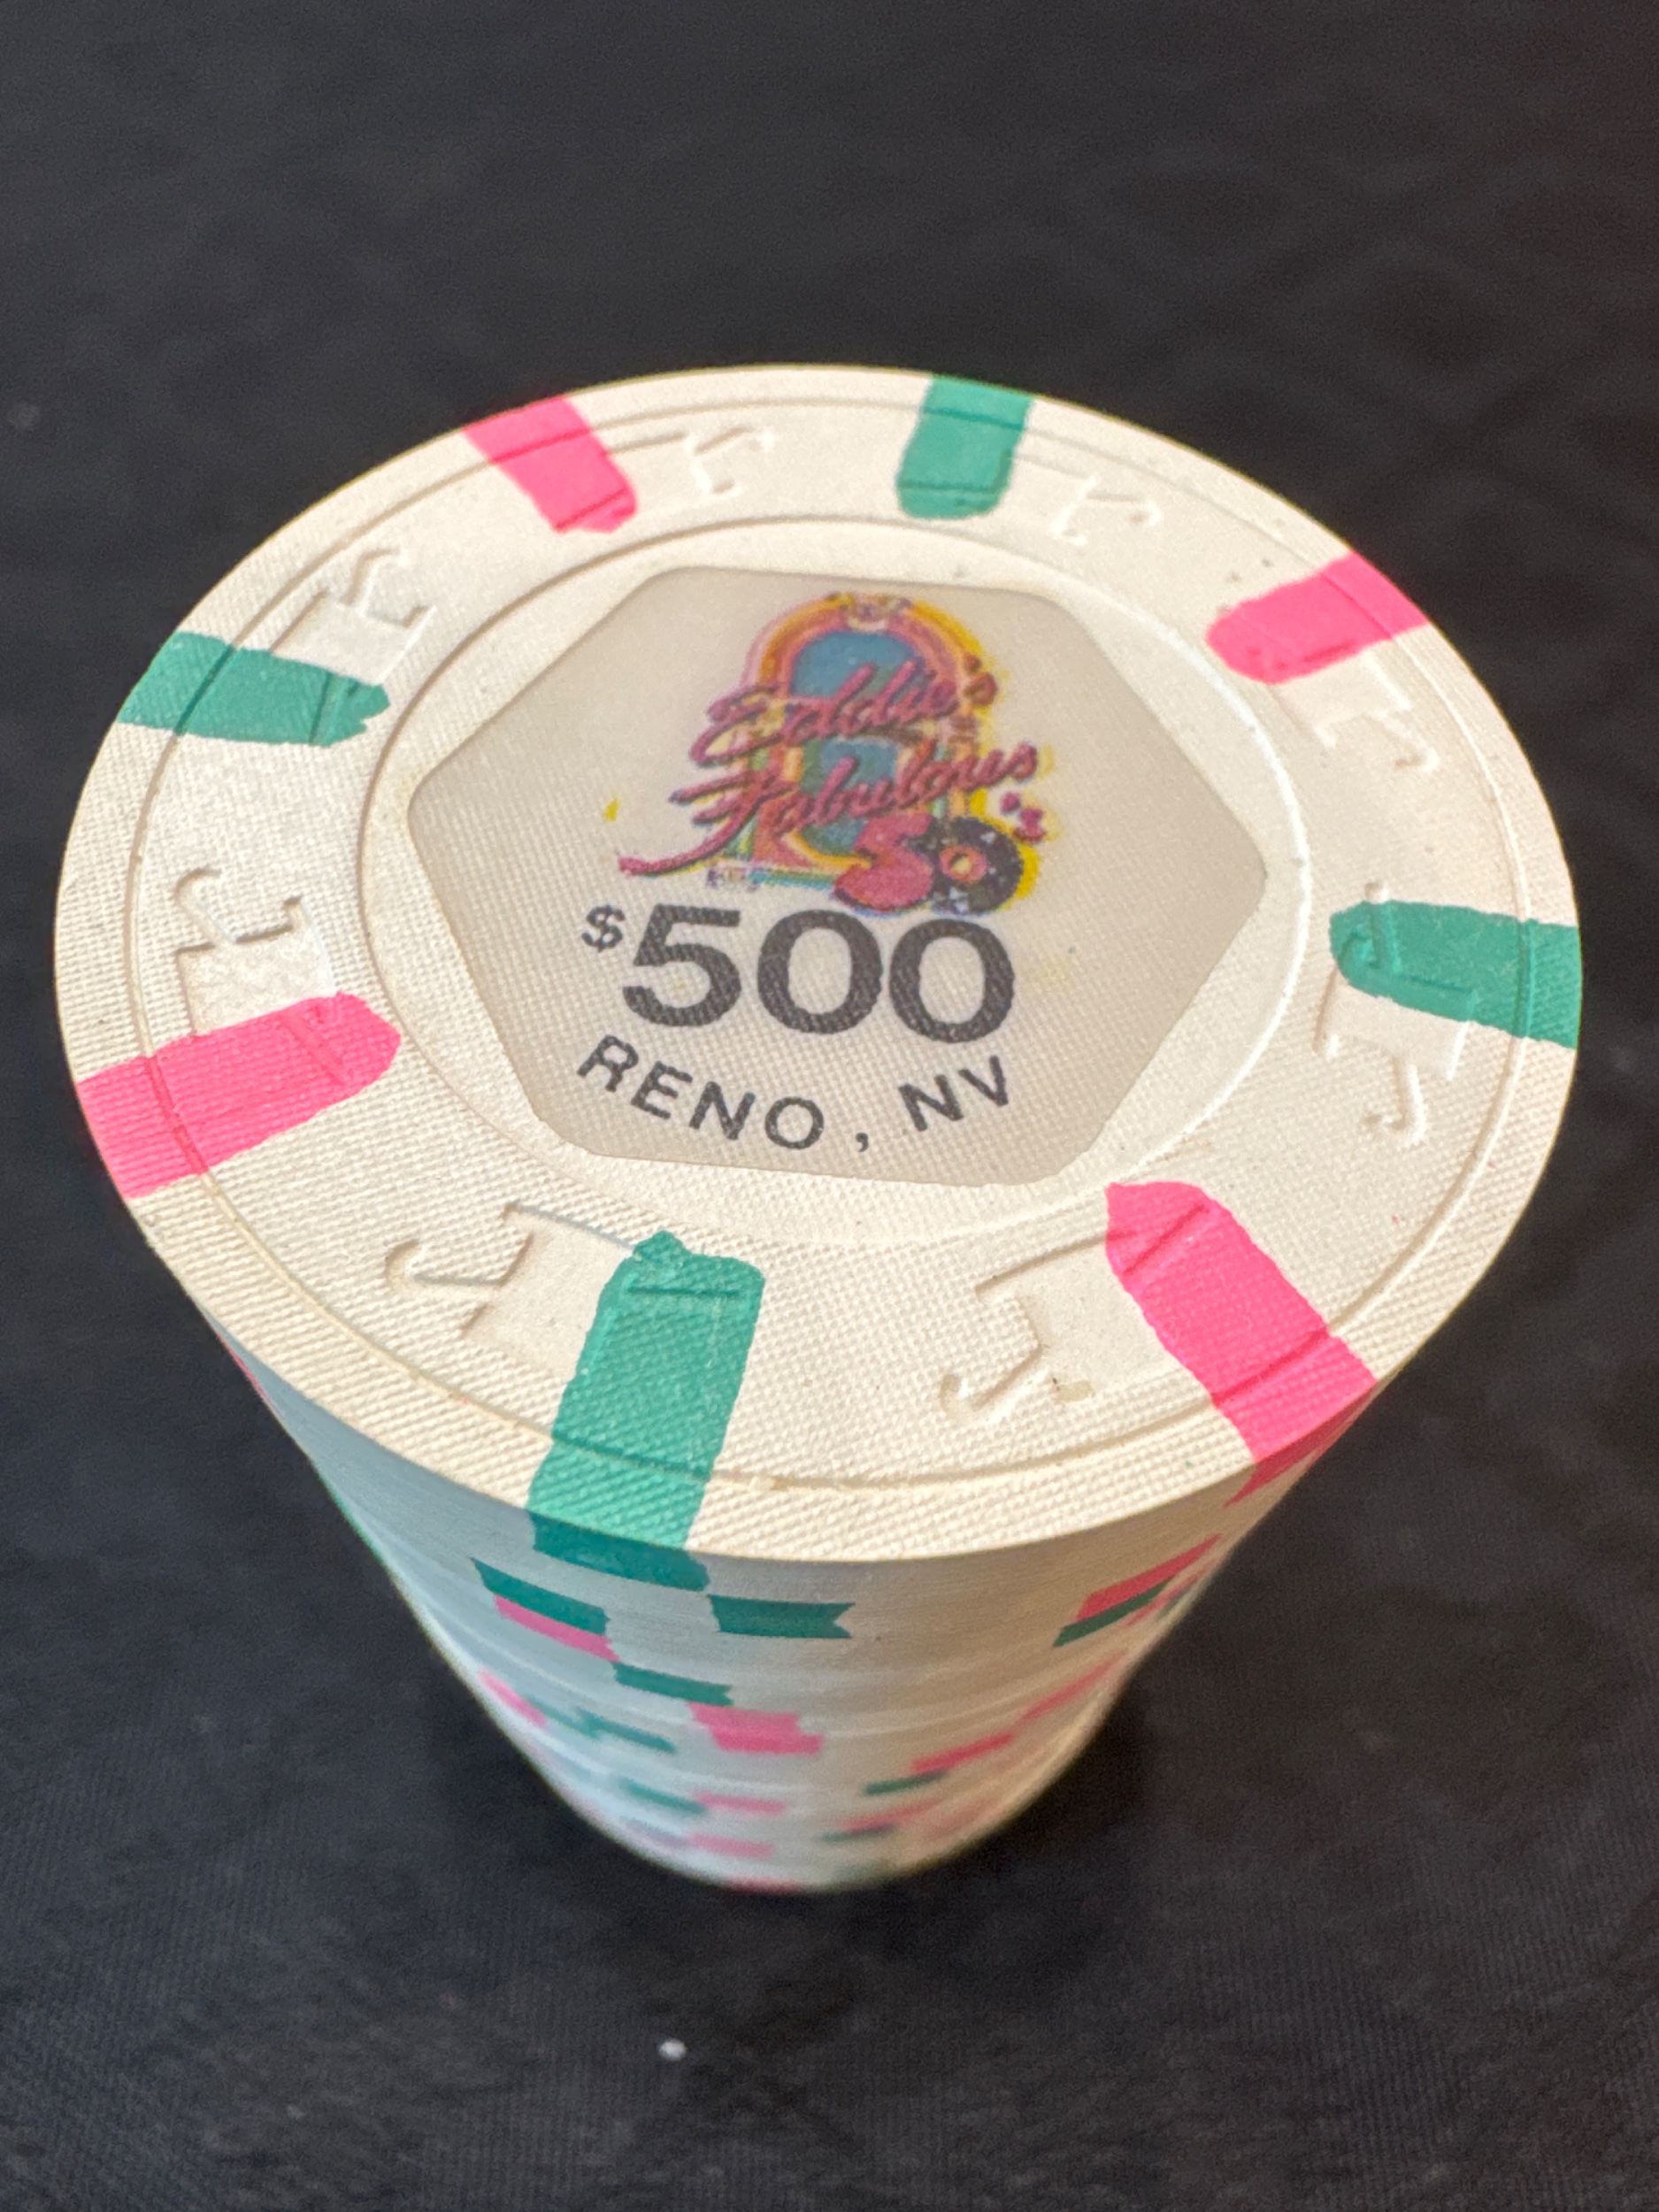 Eddie's
Fabulous
50's
$500
RENO, NV